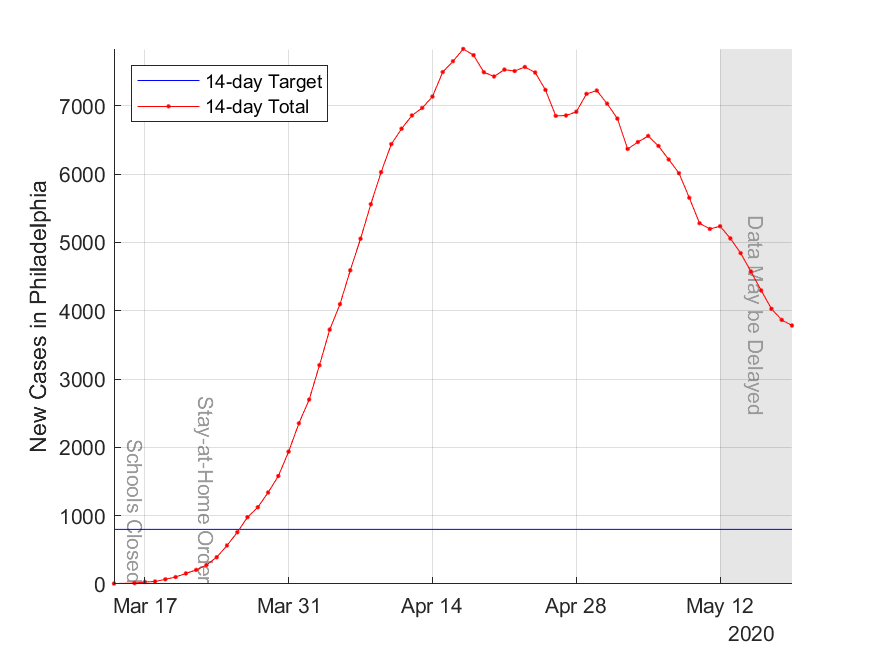 14-day Target
14-day Total
New Cases in Philadelphia
7000
6000
5000
4000
3000
2000
1000
0
Schools Closed
Stay-at-Home Order
Data May be Delayed
Mar 17
Mar 31
Apr 14
Apr 28
May 12
2020